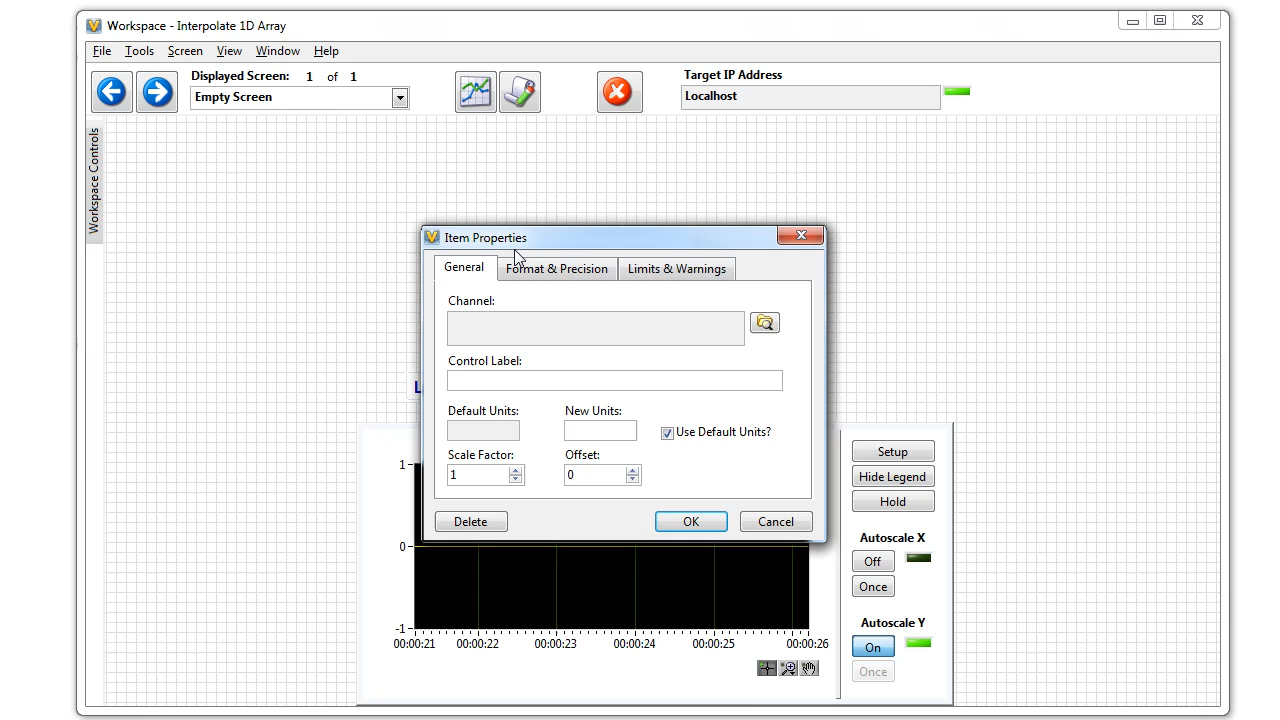 Workspace - Interpolate 1D Array
File Tools Screen View Window Help
Displayed Screen: 1 of 1
Empty Screen
Target IP Address
Localhost
Workspace Controls
Item Properties
General Format & Precision Limits & Warnings
Channel:
Control Label:
Default Units: New Units:
Use Default Units?
Scale Factor: Offset:
1 0
Delete OK Cancel
L
1
0
-1
00:00:21 00:00:22 00:00:23 00:00:24 00:00:25 00:00:26
Setup
Hide Legend
Hold
Autoscale X
Off
Once
Autoscale Y
On
Once